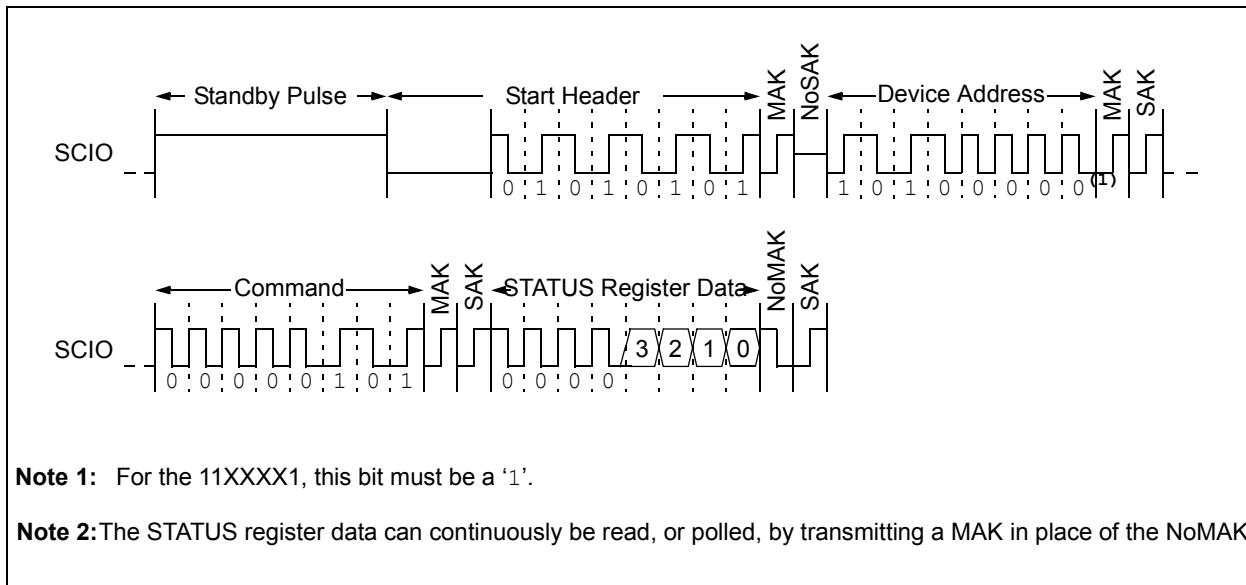 Standby Pulse Start Header MAK NoSAK Device Address MAK SAK
SCIO
0 1 0 1 0 1 0 1 1 0 1 0 0 0 0 0 (1)
Command MAK SAK STATUS Register Data NoMAK SAK
SCIO
3 2 1 0
0 0 0 0 0 1 0 1 0 0 0 0
Note 1: For the 11XXXX1, this bit must be a ‘1’.
Note 2:The STATUS register data can continuously be read, or polled, by transmitting a MAK in place of the NoMAK